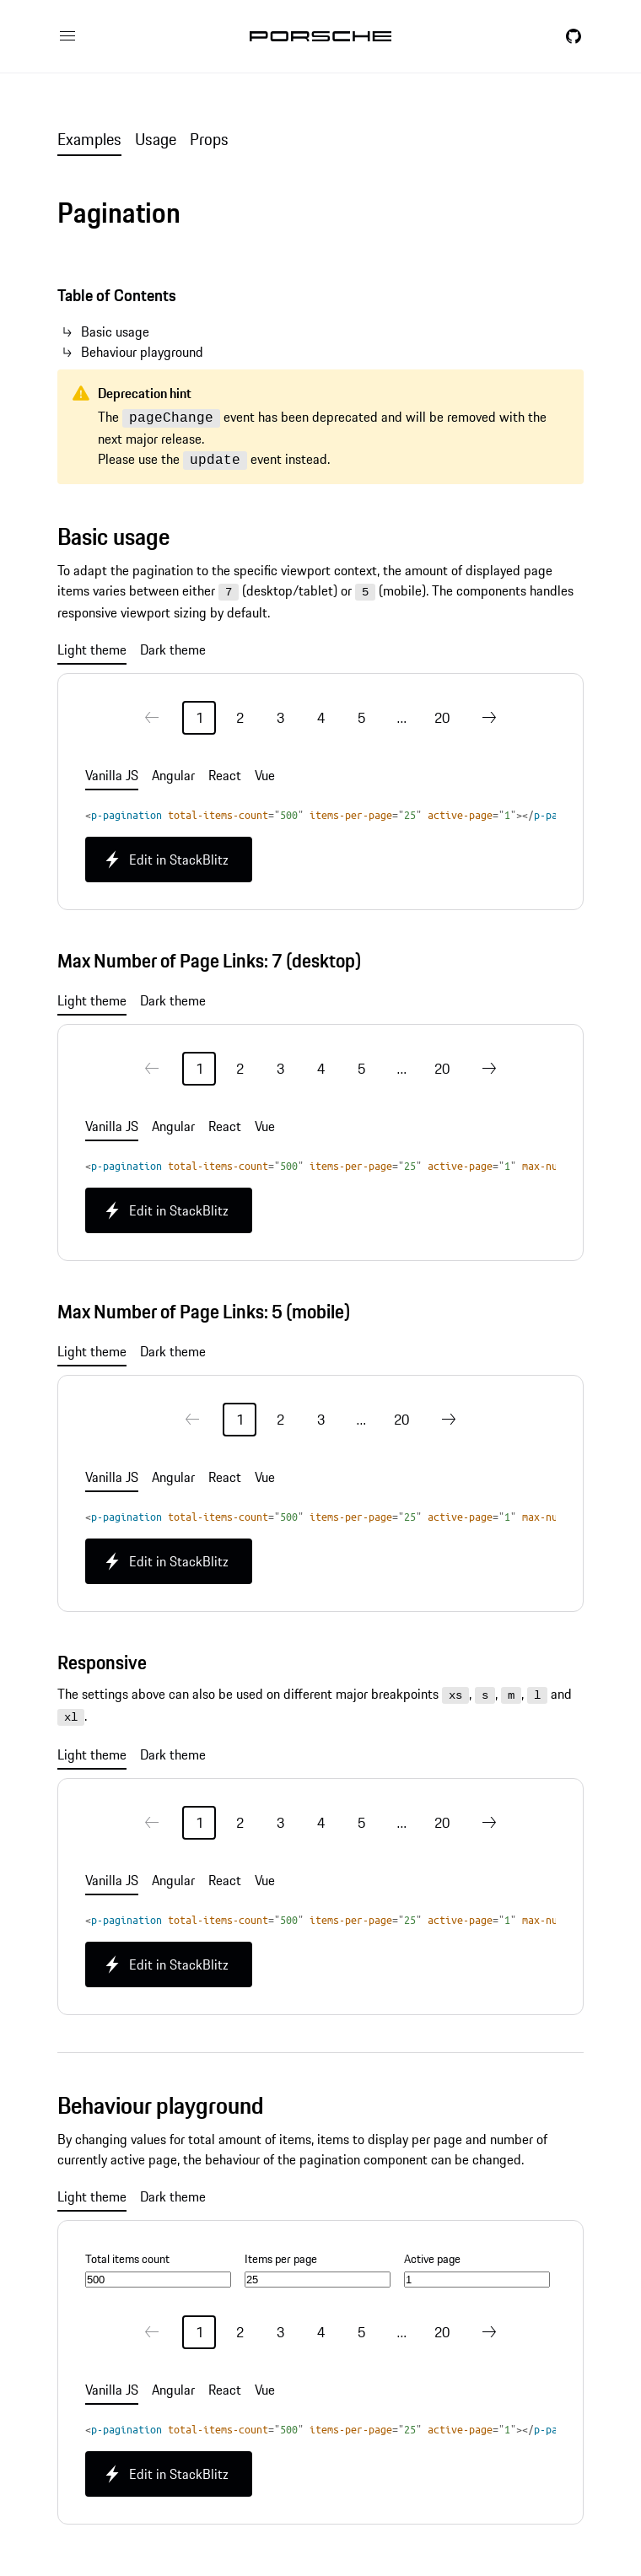 PORSCHE
Examples Usage Props
Pagination
Table of Contents
Basic usage
Behaviour playground
Deprecation hint
The pageChange event has been deprecated and will be removed with the
next major release.
Please use the update event instead.
Basic usage
To adapt the pagination to the specific viewport context, the amount of displayed page
items varies between either 7 (desktop/tablet) or 5 (mobile). The components handles
responsive viewport sizing by default.
Light theme Dark theme
1 2 3 4 5 ... 20
Vanilla JS Angular React Vue
<p-pagination total-items-count="500" items-per-page="25" active-page="1"></p-pa
Edit in StackBlitz
Max Number of Page Links: 7 (desktop)
Light theme Dark theme
1 2 3 4 5 ... 20
Vanilla JS Angular React Vue
<p-pagination total-items-count="500" items-per-page="25" active-page="1" max-nu
Edit in StackBlitz
Max Number of Page Links: 5 (mobile)
Light theme Dark theme
1 2 3 ... 20
Vanilla JS Angular React Vue
<p-pagination total-items-count="500" items-per-page="25" active-page="1" max-nu
Edit in StackBlitz
Responsive
The settings above can also be used on different major breakpoints xs, s, m, l and
xl.
Light theme Dark theme
1 2 3 4 5 ... 20
Vanilla JS Angular React Vue
<p-pagination total-items-count="500" items-per-page="25" active-page="1" max-nu
Edit in StackBlitz
Behaviour playground
By changing values for total amount of items, items to display per page and number of
currently active page, the behaviour of the pagination component can be changed.
Light theme Dark theme
Total items count Items per page Active page
500 25 1
1 2 3 4 5 ... 20
Vanilla JS Angular React Vue
<p-pagination total-items-count="500" items-per-page="25" active-page="1"></p-pa
Edit in StackBlitz